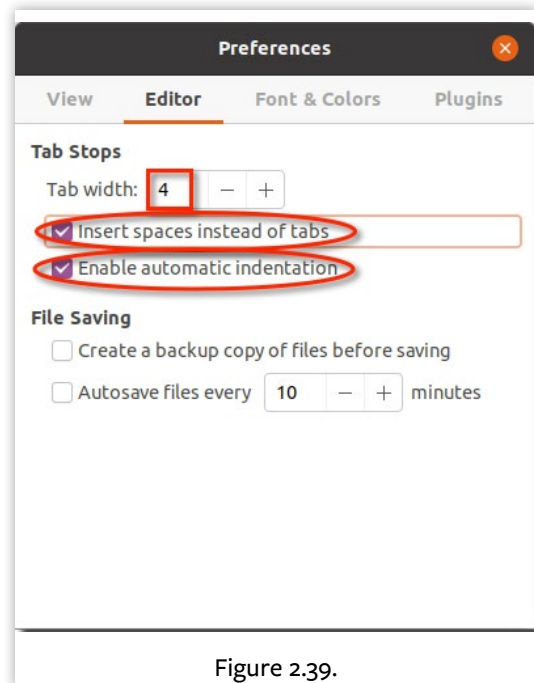 Preferences
View Editor Font & Colors Plugins
Tab Stops
Tab width: 4 − +
Insert spaces instead of tabs
Enable automatic indentation
File Saving
Create a backup copy of files before saving
Autosave files every 10 − + minutes
Figure 2.39.